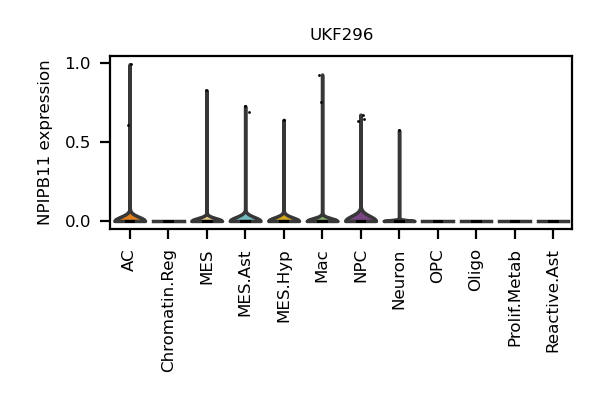 UKF296
NPIPB11 expression
1.0
0.5
0.0
AC
Chromatin.Reg
MES
MES.Ast
MES.Hyp
Mac
NPC
Neuron
OPC
Oligo
Prolif.Metab
Reactive.Ast